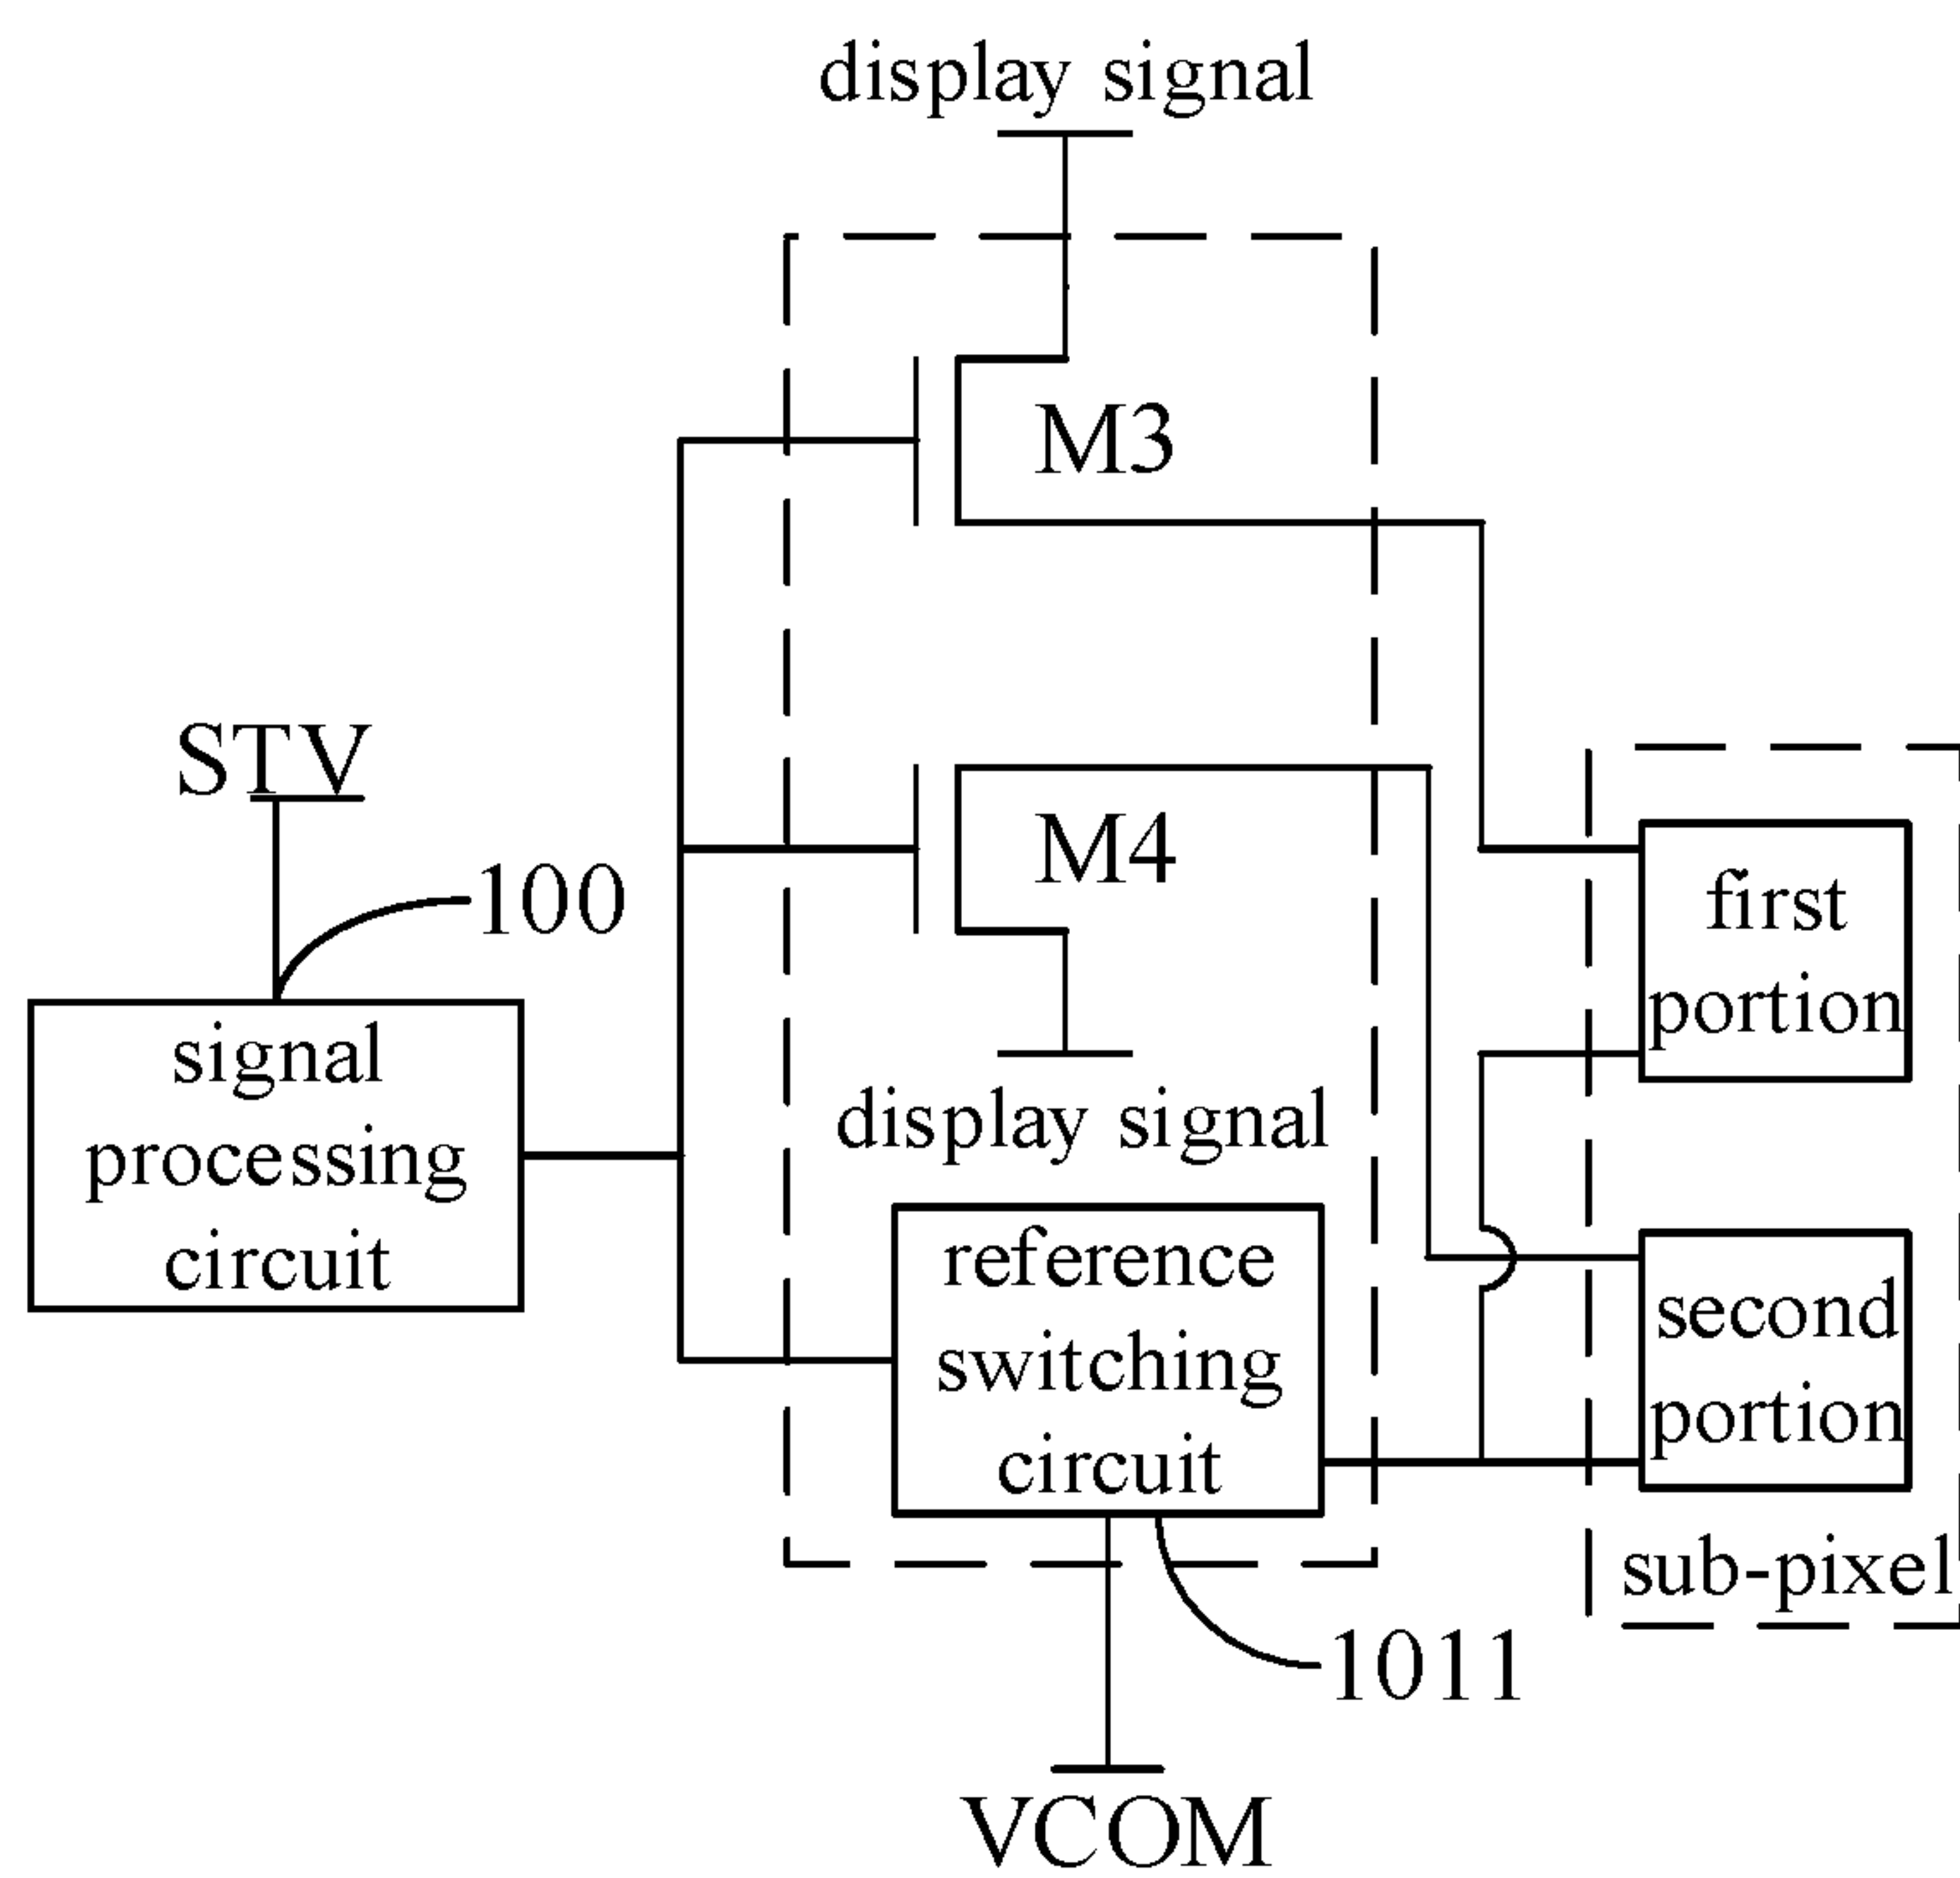 display signal
M3
STV
M4
100
first
portion
signal
processing
circuit
display signal
reference
switching
circuit
second
portion
sub-pixel
1011
VCOM